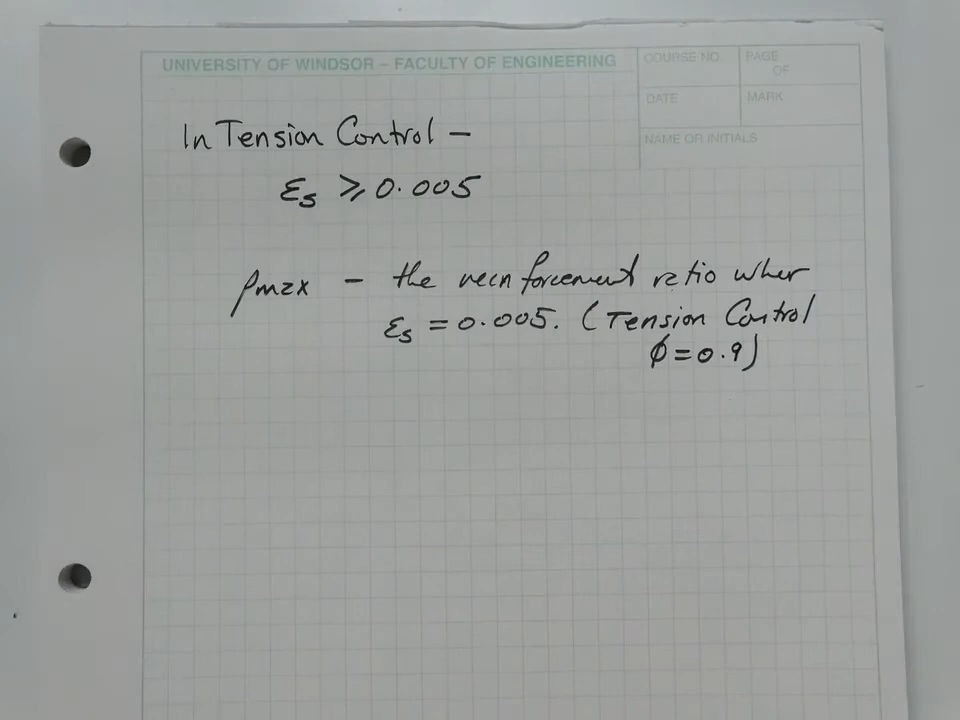 UNIVERSITY OF WINDSOR – FACULTY OF ENGINEERING
COURSE NO.
PAGE
OF
DATE
MARK
NAME OR INITIALS
In Tension Control –
εs ⩾ 0.005
ρmax – the reinforcement ratio when
εs = 0.005. (Tension Control
φ = 0.9)